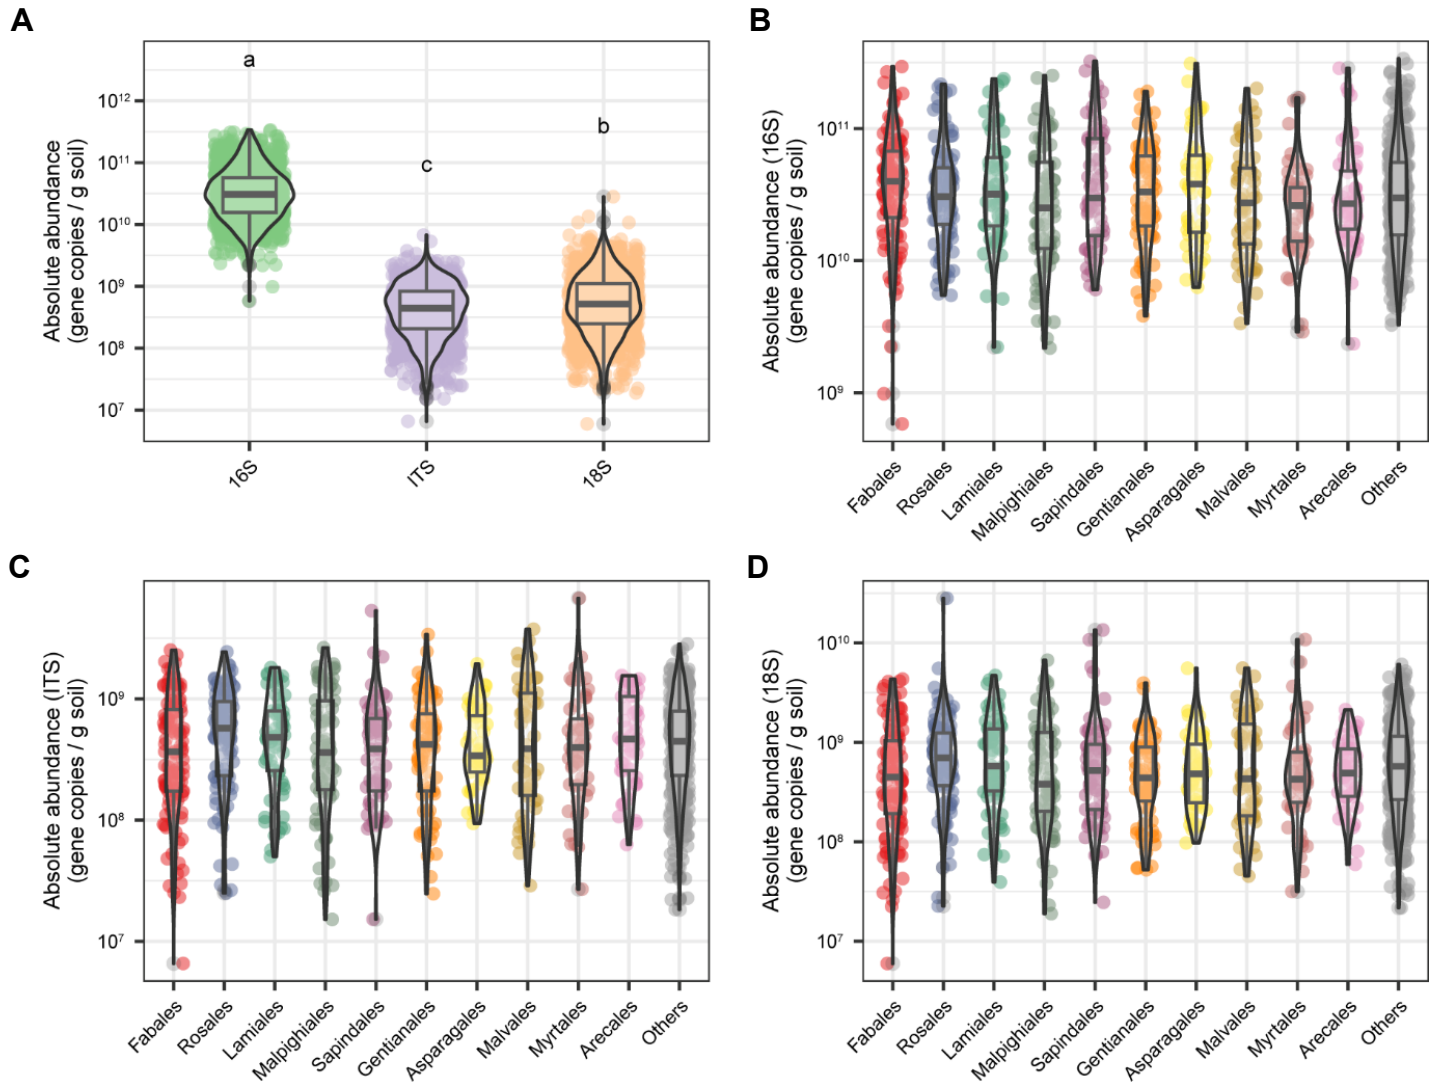 A
Absolute abundance
(gene copies / g soil)
10¹²
10¹¹
10¹⁰
10⁹
10⁸
10⁷
a
c
b
16S
ITS
18S
B
Absolute abundance (16S)
(gene copies / g soil)
10¹¹
10¹⁰
10⁹
Fabales
Rosales
Lamiales
Malpighiales
Sapindales
Gentianales
Asparagales
Malvales
Myrtales
Arecales
Others
C
Absolute abundance (ITS)
(gene copies / g soil)
10⁹
10⁸
10⁷
Fabales
Rosales
Lamiales
Malpighiales
Sapindales
Gentianales
Asparagales
Malvales
Myrtales
Arecales
Others
D
Absolute abundance (18S)
(gene copies / g soil)
10¹⁰
10⁹
10⁸
10⁷
Fabales
Rosales
Lamiales
Malpighiales
Sapindales
Gentianales
Asparagales
Malvales
Myrtales
Arecales
Others